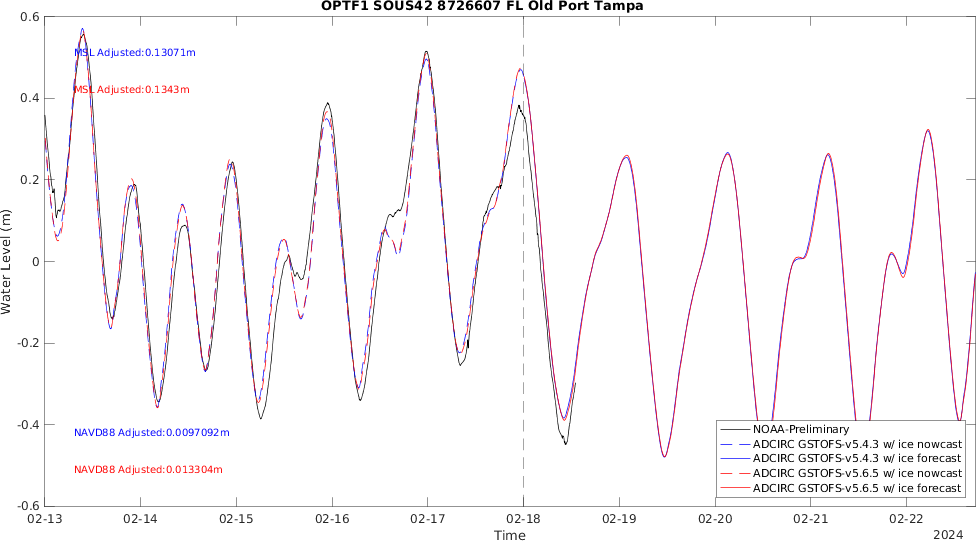 OPTF1 SOUS42 8726607 FL Old Port Tampa
0.6
MSL Adjusted:0.13071m
MSL Adjusted:0.1343m
0.4
0.2
0
-0.2
-0.4
-0.6
Water Level (m)
NAVD88 Adjusted:0.0097092m
NAVD88 Adjusted:0.013304m
NOAA-Preliminary
ADCIRC GSTOFS-v5.4.3 w/ ice nowcast
ADCIRC GSTOFS-v5.4.3 w/ ice forecast
ADCIRC GSTOFS-v5.6.5 w/ ice nowcast
ADCIRC GSTOFS-v5.6.5 w/ ice forecast
02-13 02-14 02-15 02-16 02-17 02-18 02-19 02-20 02-21 02-22
Time
2024